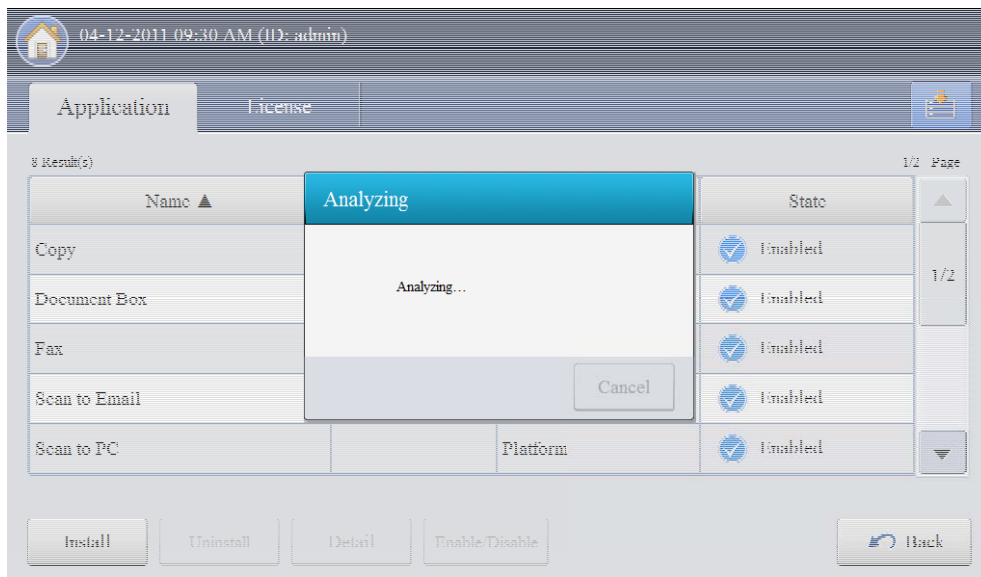 04-12-2011 09:30 AM (ID: admin)
Application License
8 Result(s) 1/2 Page
Name ▲ State
Analyzing
Copy Enabled
1/2
Analyzing...
Document Box Enabled
Fax Enabled
Cancel
Scan to Email Enabled
Scan to PC Platform Enabled
Install Uninstall Detail Enable/Disable Back